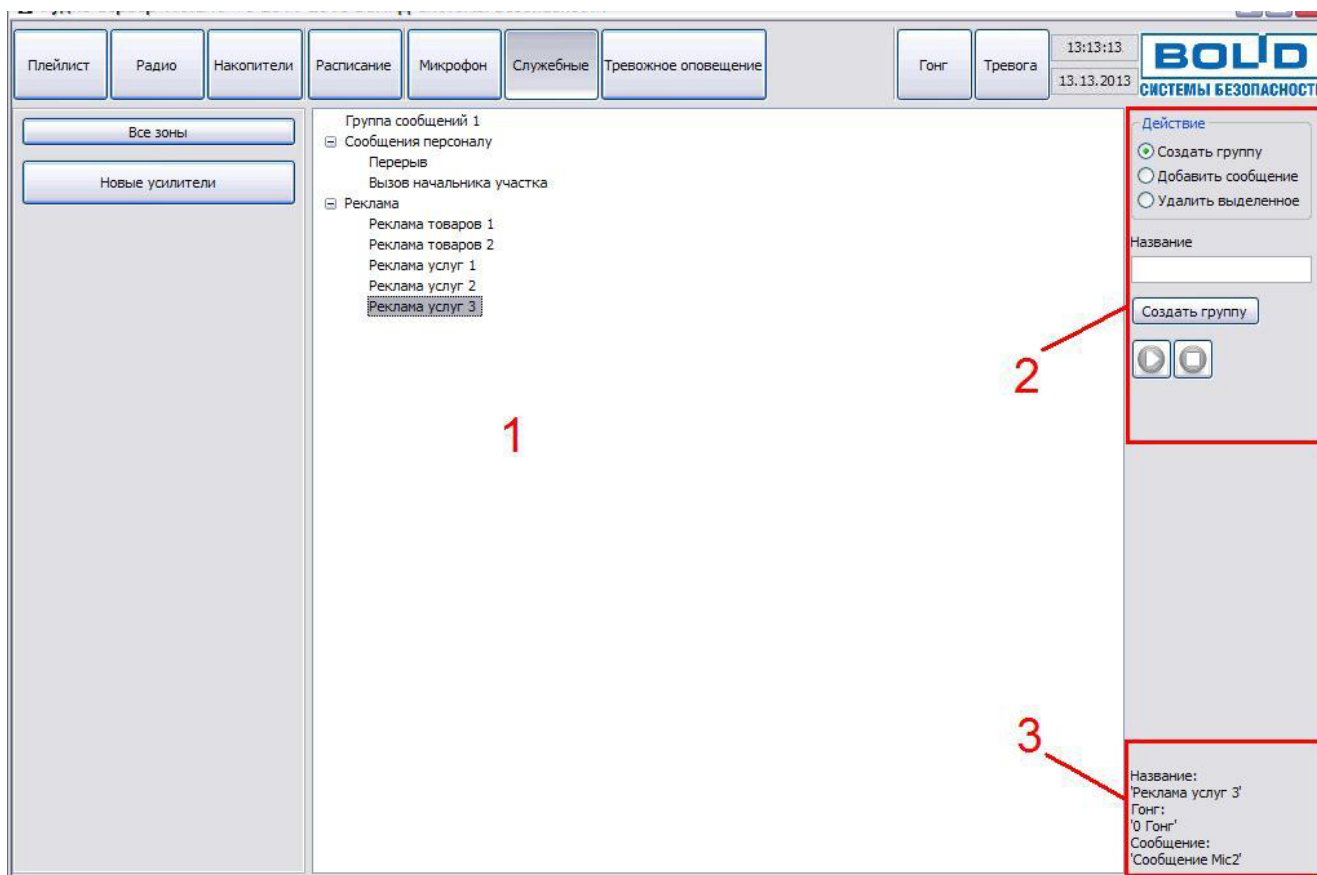 Плейлист
Радио
Накопители
Расписание
Микрофон
Служебные
Тревожное оповещение
Гонг
Тревога
13:13:13
13.13.2013
BOLID
СИСТЕМЫ БЕЗОПАСНОСТИ
Все зоны
Новые усилители
Группа сообщений 1
Сообщения персоналу
Перерыв
Вызов начальника участка
Реклама
Реклама товаров 1
Реклама товаров 2
Реклама услуг 1
Реклама услуг 2
Реклама услуг 3
1
Действие
Создать группу
Добавить сообщение
Удалить выделенное
Название
Создать группу
2
3
Название:
'Реклама услуг 3'
Гонг:
'0 Гонг'
Сообщение:
'Сообщение Mic2'